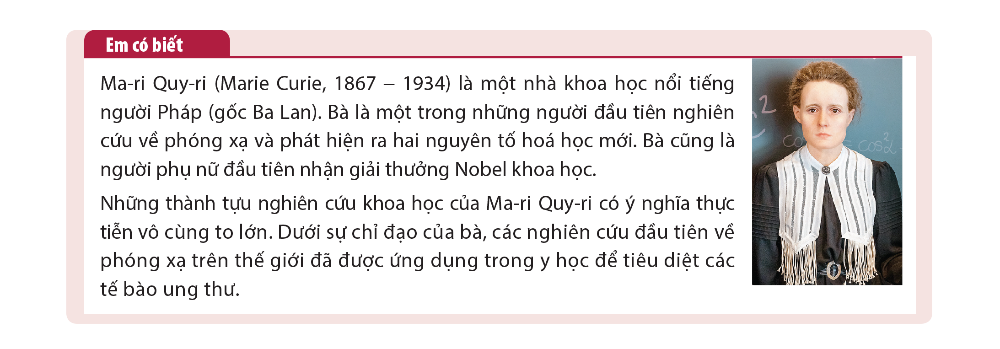 Em có biết
Ma-ri Quy-ri (Marie Curie, 1867 – 1934) là một nhà khoa học nổi tiếng
người Pháp (gốc Ba Lan). Bà là một trong những người đầu tiên nghiên
cứu về phóng xạ và phát hiện ra hai nguyên tố hoá học mới. Bà cũng là
người phụ nữ đầu tiên nhận giải thưởng Nobel khoa học.
Những thành tựu nghiên cứu khoa học của Ma-ri Quy-ri có ý nghĩa thực
tiễn vô cùng to lớn. Dưới sự chỉ đạo của bà, các nghiên cứu đầu tiên về
phóng xạ trên thế giới đã được ứng dụng trong y học để tiêu diệt các
tế bào ung thư.